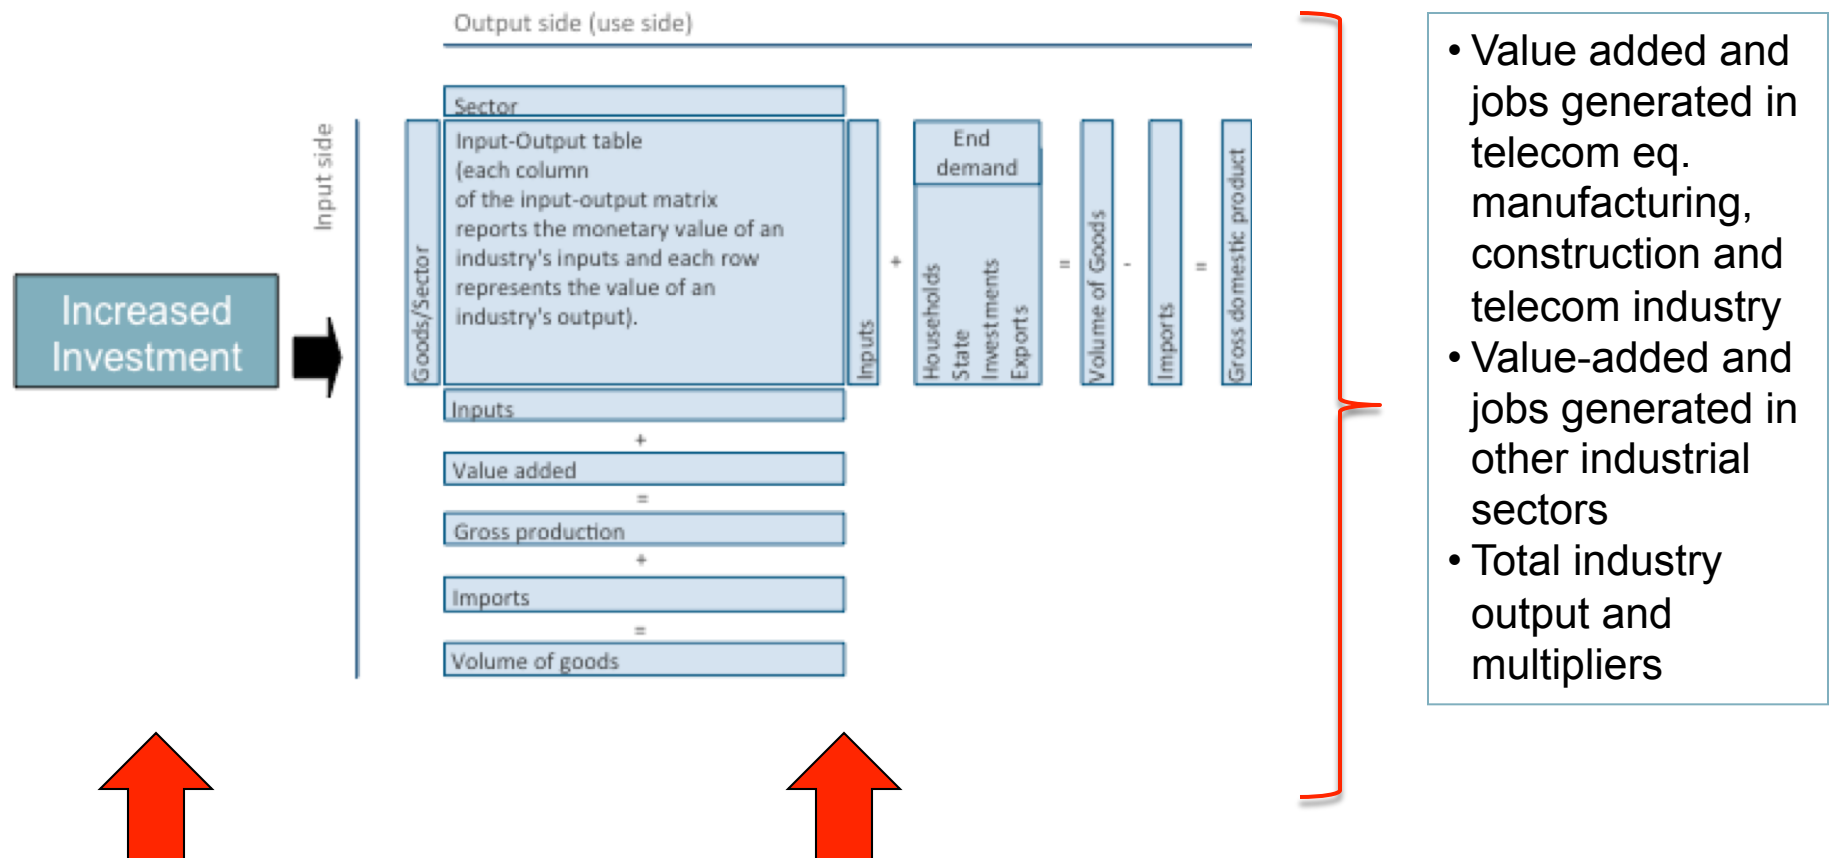 Output side (use side)
Input side
Increased
Investment
Sector
Goods/Sector
Input-Output table
(each column
of the input-output matrix
reports the monetary value of an
industry's inputs and each row
represents the value of an
industry's output).
Inputs
+
End
demand
Households
State
Investments
Exports
=
Volume of Goods
-
Imports
=
Gross domestic product
Inputs
+
Value added
=
Gross production
+
Imports
=
Volume of goods
• Value added and
jobs generated in
telecom eq.
manufacturing,
construction and
telecom industry
• Value-added and
jobs generated in
other industrial
sectors
• Total industry
output and
multipliers